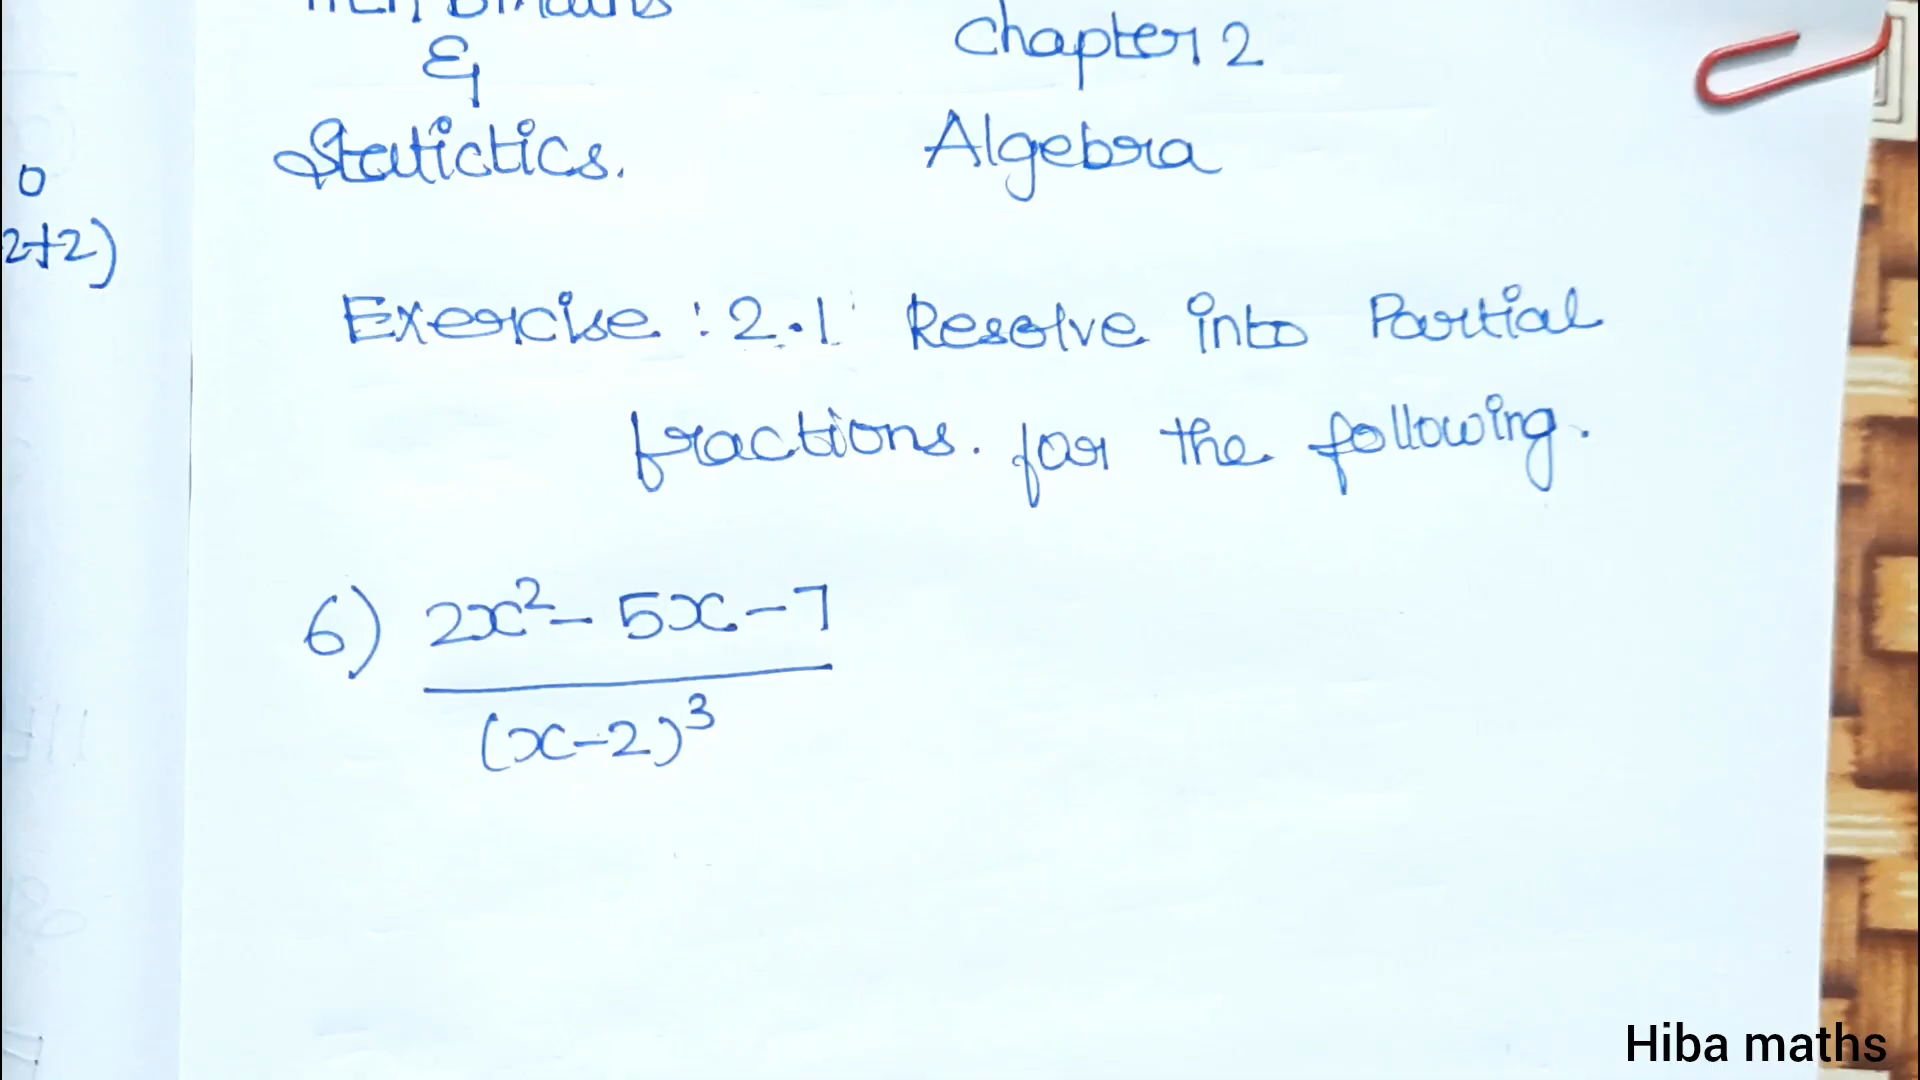 &
Chapter 2
Statictics.
Algebra
0
2+2)
Exercise : 2.1 Resolve into Partial
fractions. for the following.
6) 2x² - 5x - 7
(x-2)³
Hiba maths